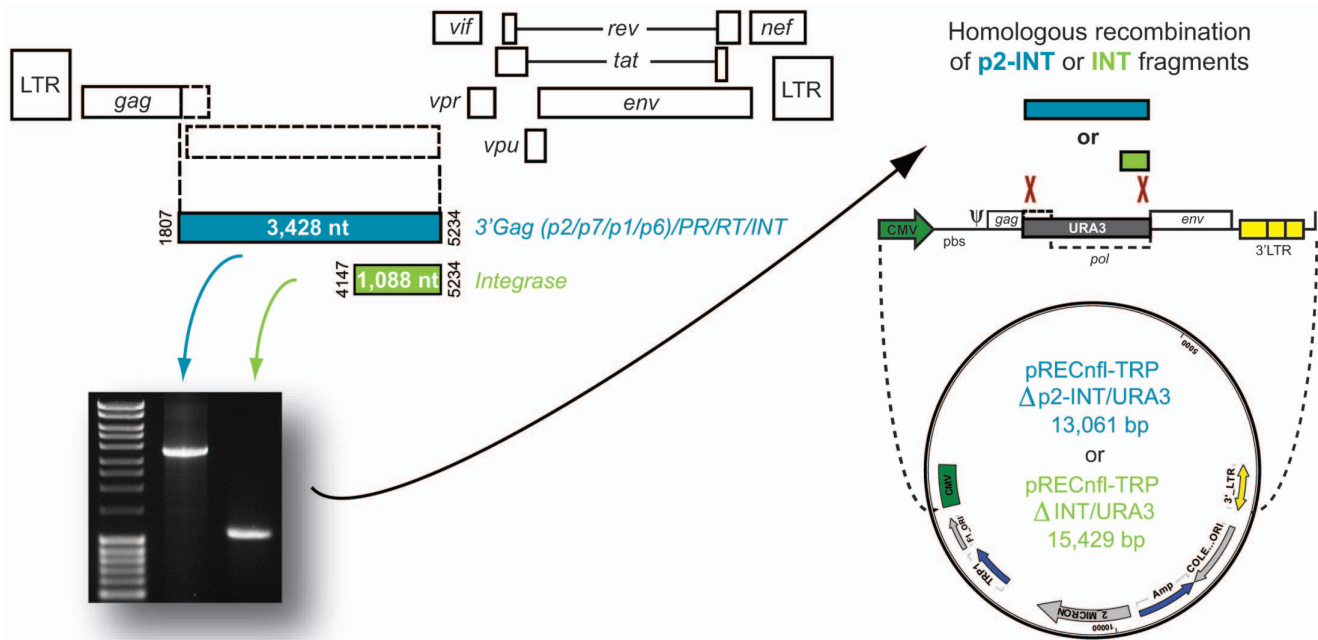 vif
rev
nef
tat
LTR
gag
vpr
env
LTR
vpu
1807
3,428 nt
5234
3'Gag (p2/p7/p1/p6)/PR/RT/INT
4147
1,088 nt
5234
Integrase
Homologous recombination
of p2-INT or INT fragments
or
X
X
CMV
pbs
Ψ
gag
URA3
pol
env
3'LTR
5000
pRECnfl-TRP
Δp2-INT/URA3
13,061 bp
or
pRECnfl-TRP
ΔINT/URA3
15,429 bp
CMV
F1_ORI
TRP1
2_MICRON
10000
Amp
COLE...ORI
3'_LTR